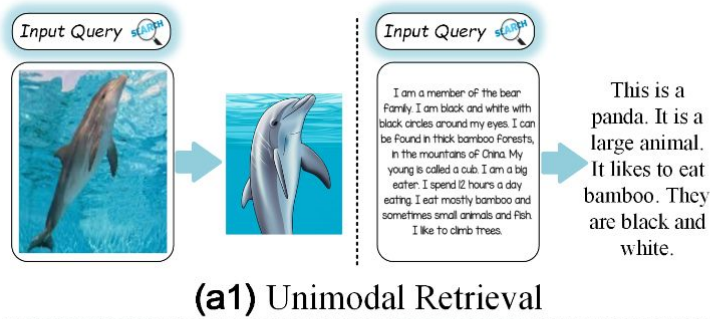 Input Query SEARCH
Input Query SEARCH
I am a member of the bear
family. I am black and white with
black circles around my eyes. I can
be found in thick bamboo forests,
in the mountains of China. My
young is called a cub. I am a big
eater. I spend 12 hours a day
eating. I eat mostly bamboo and
sometimes small animals and fish.
I like to climb trees.
This is a
panda. It is a
large animal.
It likes to eat
bamboo. They
are black and
white.
(a1) Unimodal Retrieval